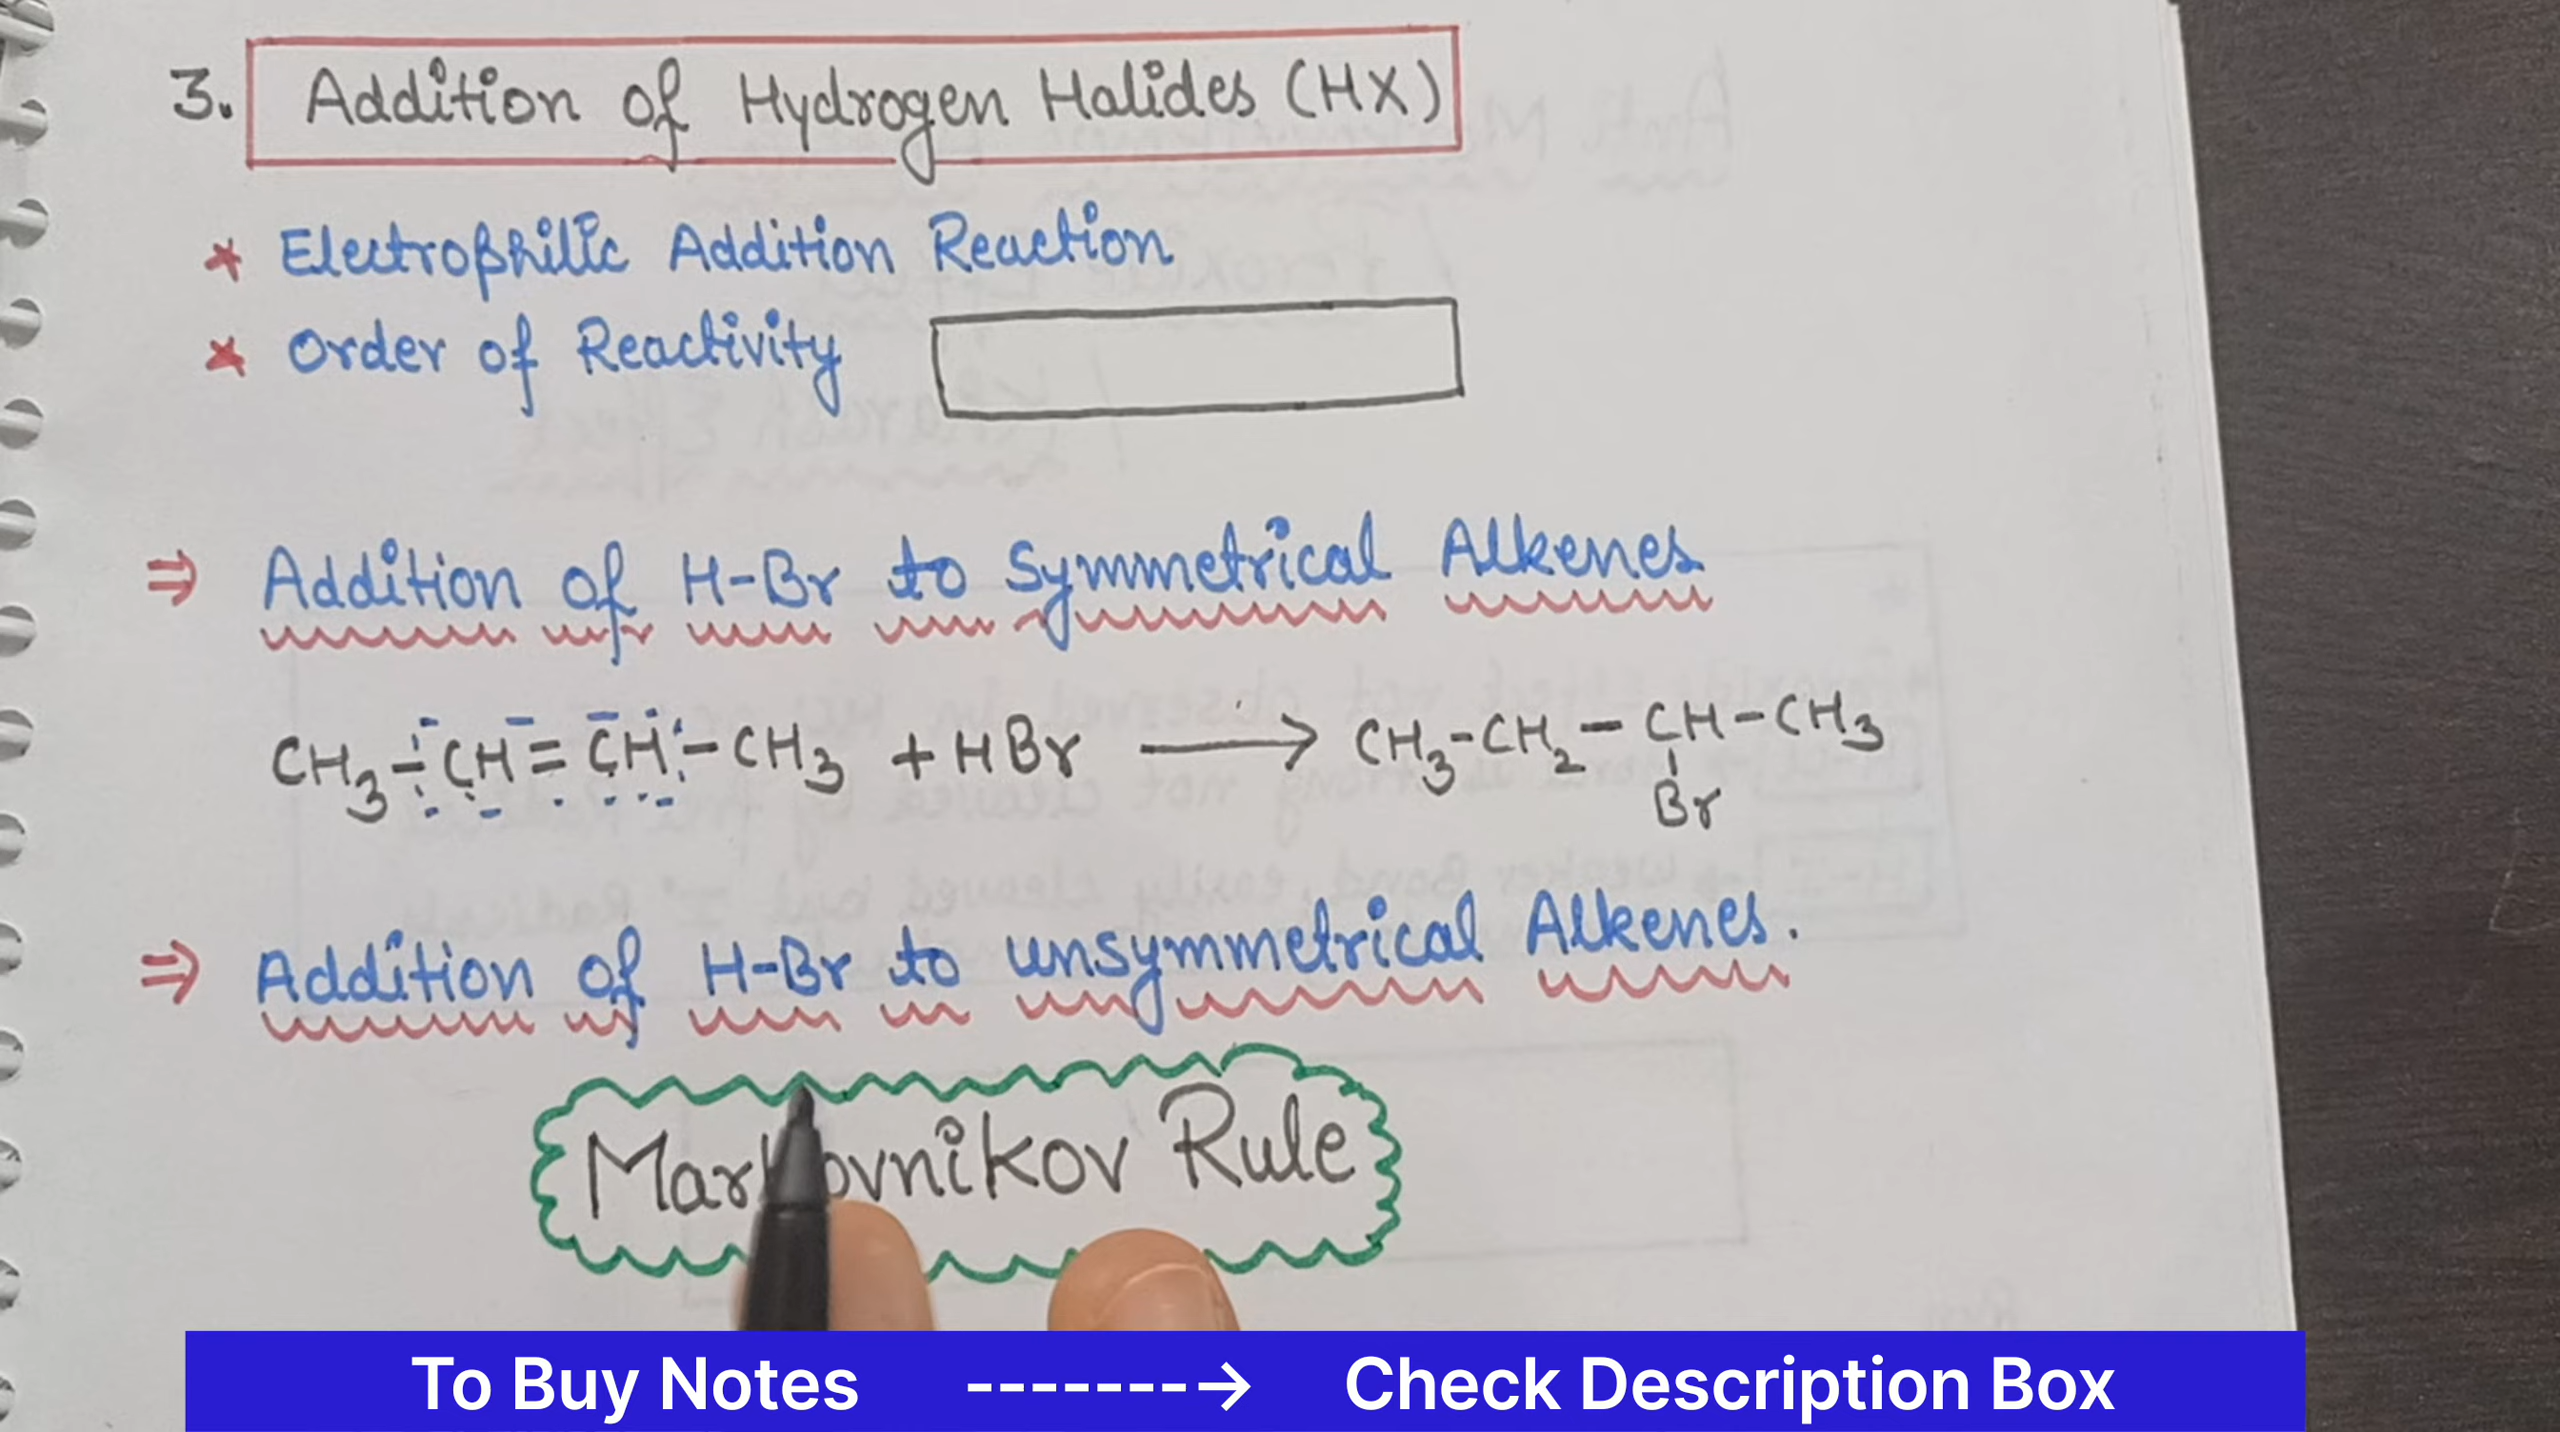 3. Addition of Hydrogen Halides (HX)
* Electrophilic Addition Reaction
* Order of Reactivity
⇒ Addition of H-Br to Symmetrical Alkenes
CH₃-CH=CH-CH₃ + HBr ⟶ CH₃-CH₂-CH-CH₃
Br
⇒ Addition of H-Br to unsymmetrical Alkenes.
Markovnikov Rule
To Buy Notes -------→ Check Description Box